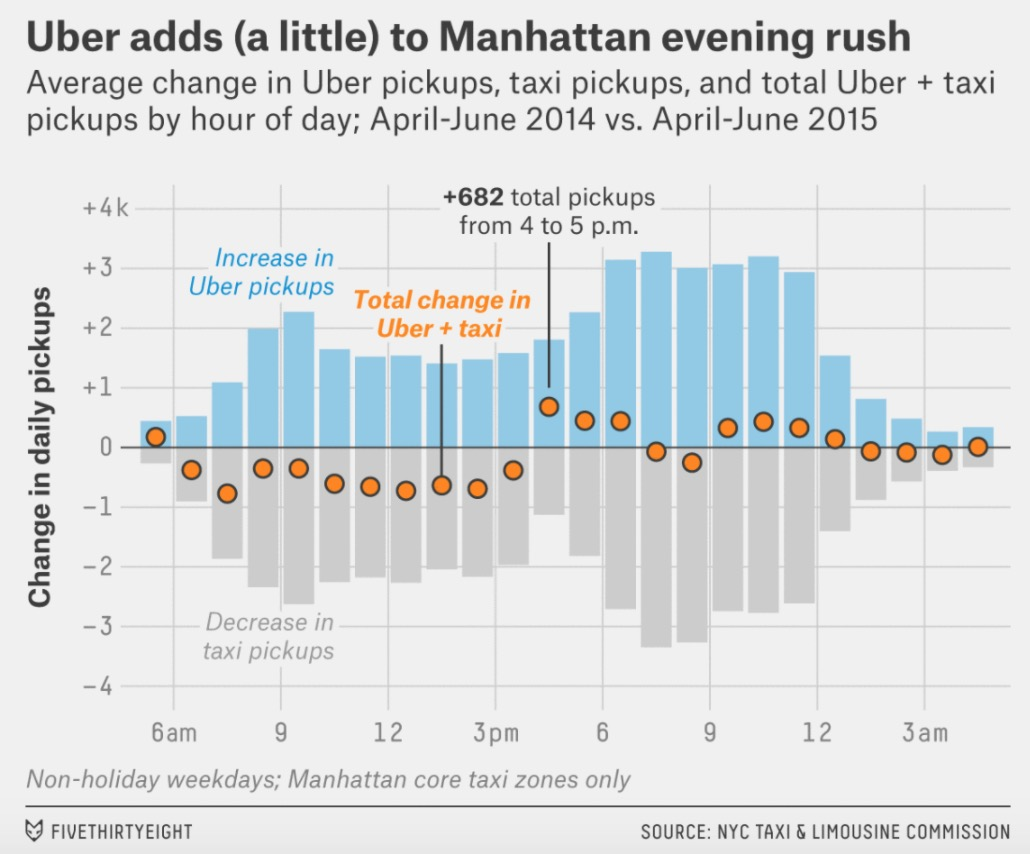 Uber adds (a little) to Manhattan evening rush
Average change in Uber pickups, taxi pickups, and total Uber + taxi
pickups by hour of day; April-June 2014 vs. April-June 2015
+682 total pickups
from 4 to 5 p.m.
Increase in
Uber pickups
Total change in
Uber + taxi
Decrease in
taxi pickups
Change in daily pickups
+4k
+3
+2
+1
0
−1
−2
−3
−4
6am 9 12 3pm 6 9 12 3am
Non-holiday weekdays; Manhattan core taxi zones only
FIVETHIRTYEIGHT
SOURCE: NYC TAXI & LIMOUSINE COMMISSION